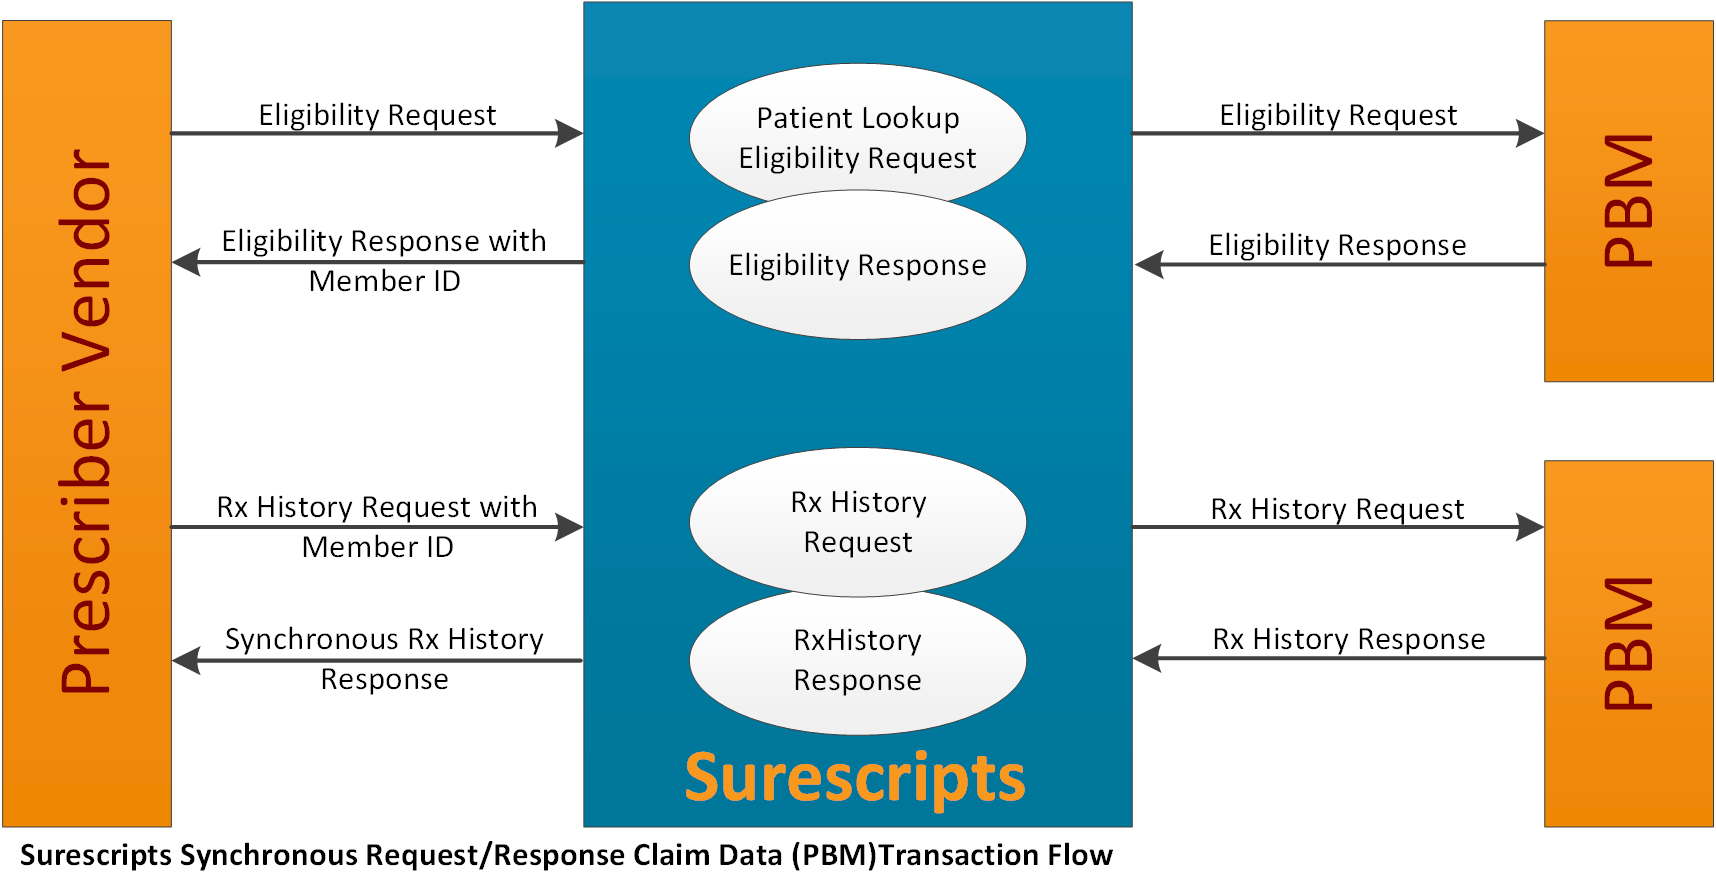 Prescriber Vendor
Eligibility Request
Eligibility Response with
Member ID
Rx History Request with
Member ID
Synchronous Rx History
Response
Patient Lookup
Eligibility Request
Eligibility Response
Rx History
Request
RxHistory
Response
Surescripts
Eligibility Request
Eligibility Response
Rx History Request
Rx History Response
PBM
PBM
Surescripts Synchronous Request/Response Claim Data (PBM)Transaction Flow